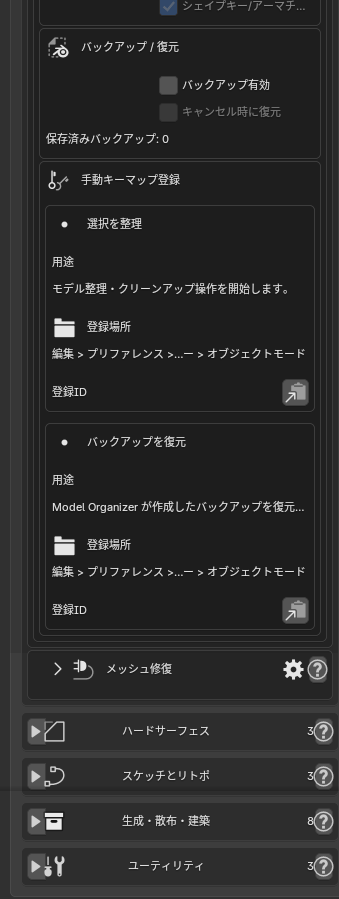 シェイプキー/アーマチ...
バックアップ / 復元
バックアップ有効
キャンセル時に復元
保存済みバックアップ: 0
手動キーマップ登録
選択を整理
用途
モデル整理・クリーンアップ操作を開始します。
登録場所
編集 > プリファレンス >...ー > オブジェクトモード
登録ID
バックアップを復元
用途
Model Organizer が作成したバックアップを復元...
登録場所
編集 > プリファレンス >...ー > オブジェクトモード
登録ID
メッシュ修復
ハードサーフェス 3
スケッチとリトポ 3
生成・散布・建築 8
ユーティリティ 3